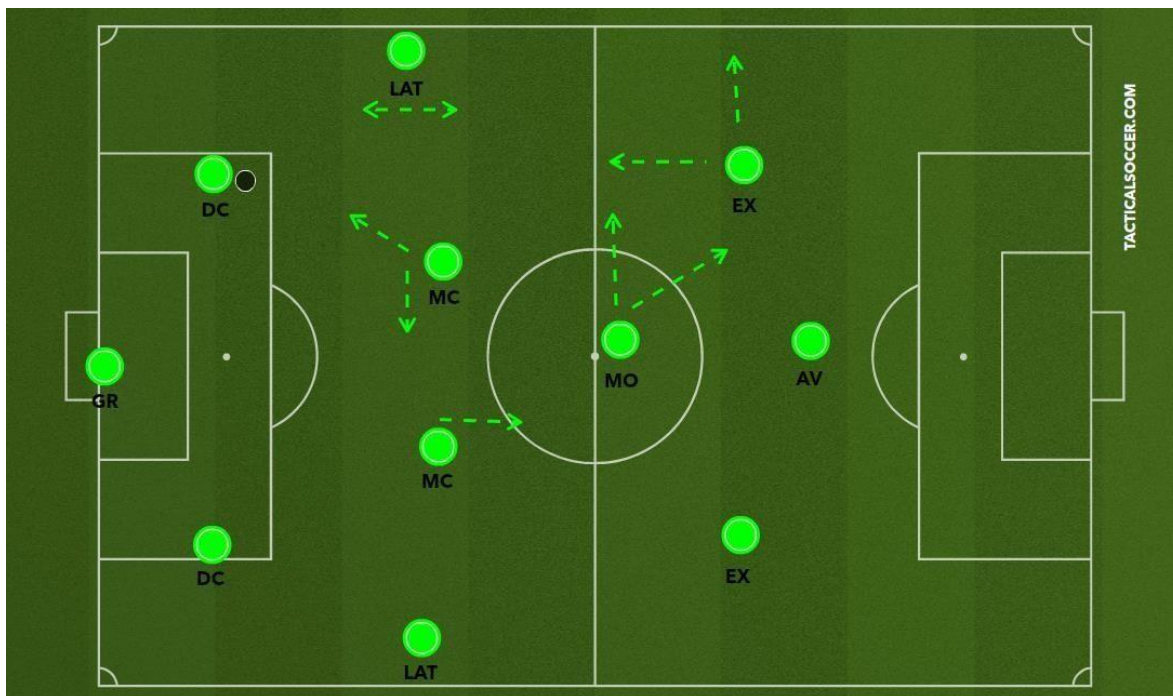 LAT
DC
EX
MC
MO
AV
GR
MC
DC
EX
LAT
TACTICALSOCCER.COM